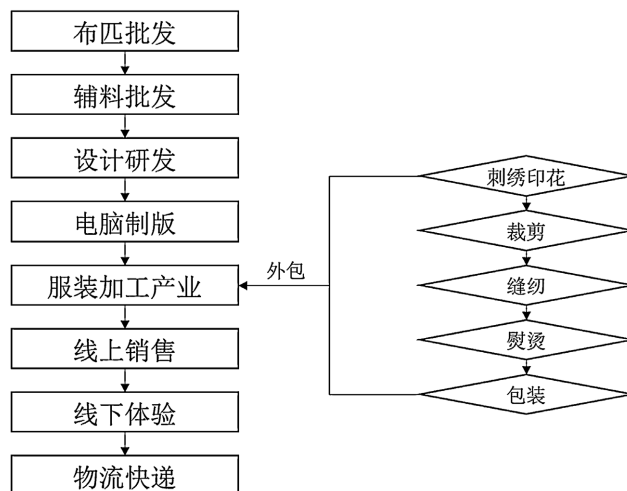 布匹批发
辅料批发
设计研发
电脑制版
服装加工产业
线上销售
线下体验
物流快递
外包
刺绣印花
裁剪
缝纫
熨烫
包装